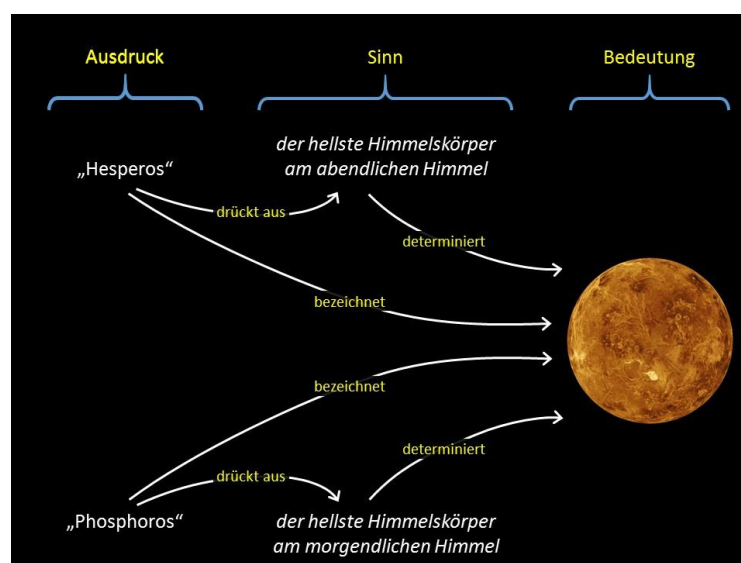 Ausdruck
Sinn
Bedeutung
„Hesperos“
der hellste Himmelskörper
am abendlichen Himmel
drückt aus
determiniert
bezeichnet
bezeichnet
determiniert
drückt aus
„Phosphoros“
der hellste Himmelskörper
am morgendlichen Himmel